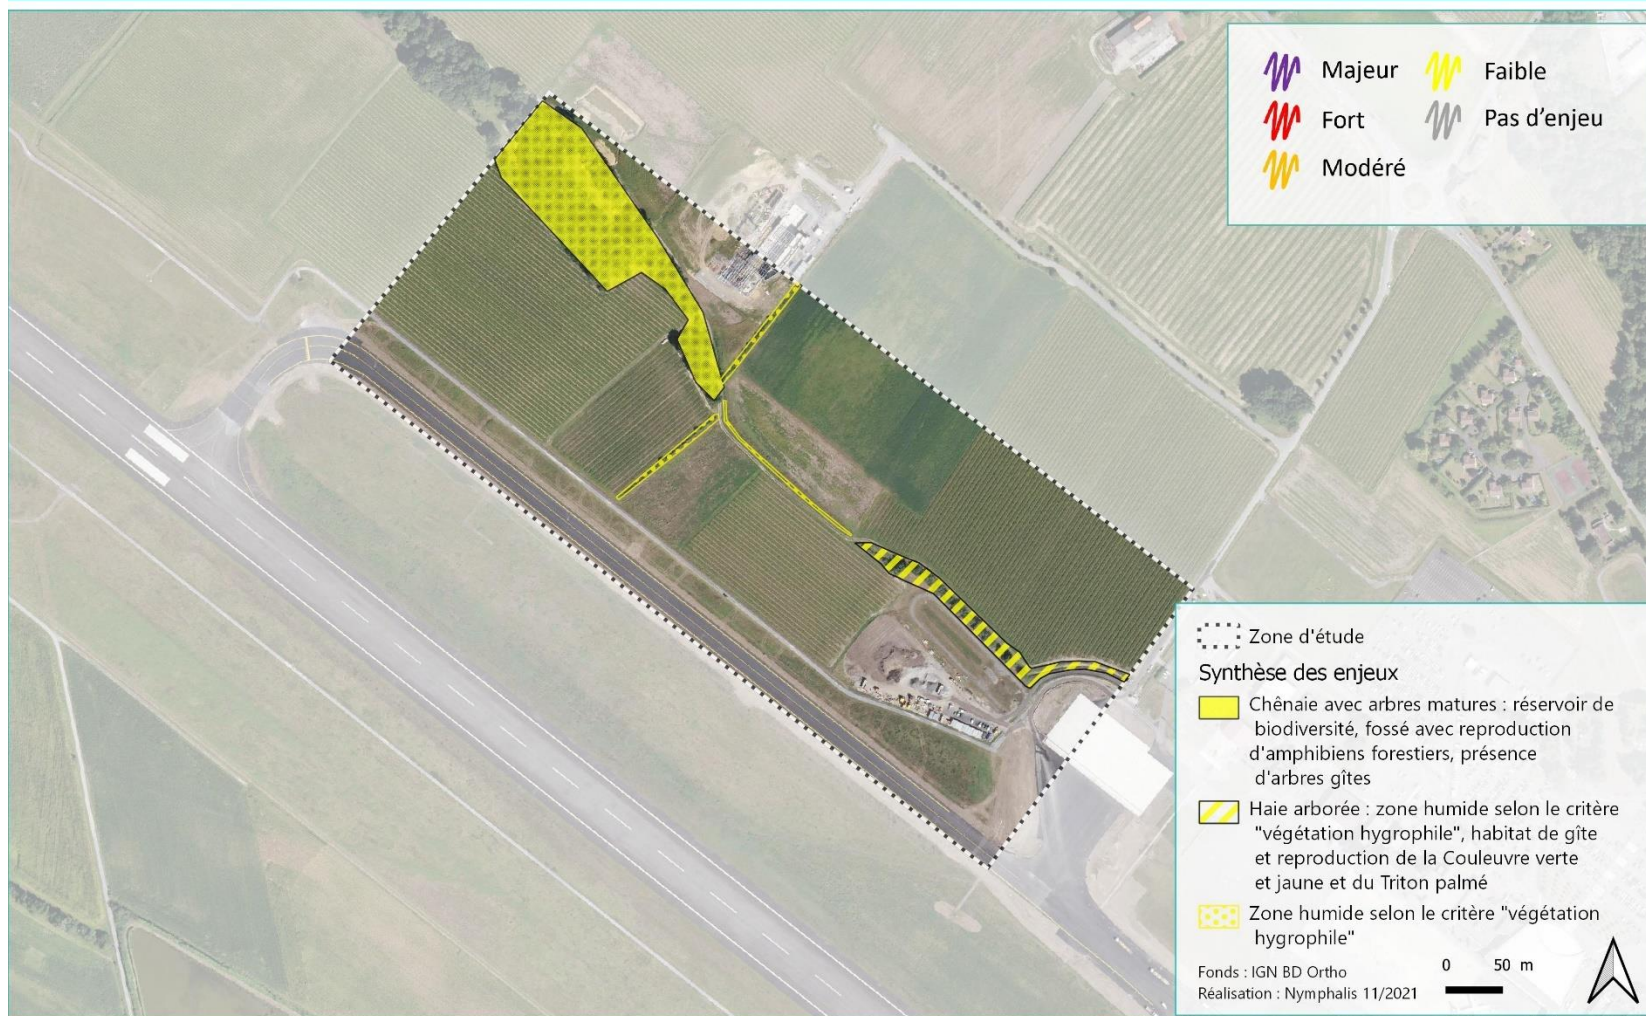 Majeur
Faible
Fort
Pas d'enjeu
Modéré
Zone d'étude
Synthèse des enjeux
Chênaie avec arbres matures : réservoir de
biodiversité, fossé avec reproduction
d'amphibiens forestiers, présence
d'arbres gîtes
Haie arborée : zone humide selon le critère
"végétation hygrophile", habitat de gîte
et reproduction de la Couleuvre verte
et jaune et du Triton palmé
Zone humide selon le critère "végétation
hygrophile"
0 50 m
Fonds : IGN BD Ortho
Réalisation : Nymphalis 11/2021